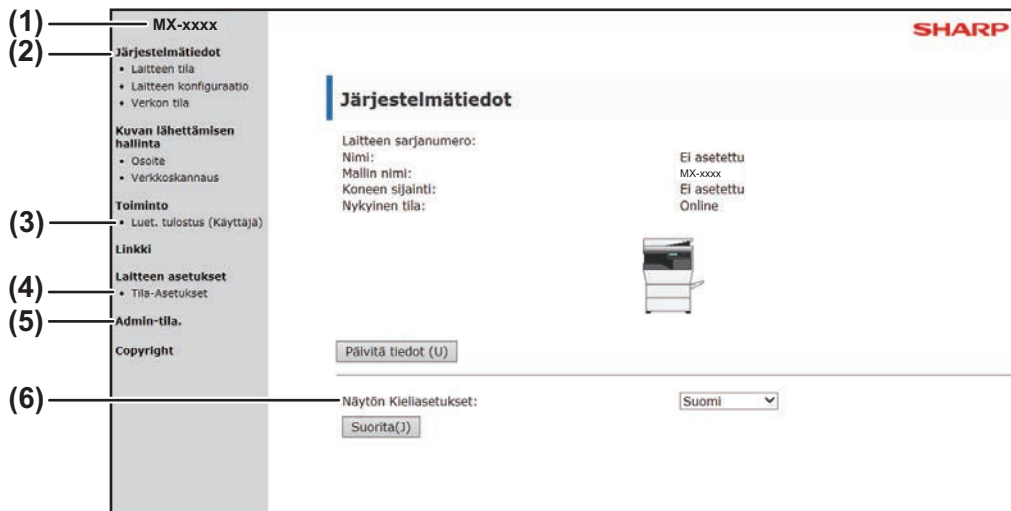 (1)
MX-xxxx
SHARP
(2)
Järjestelmätiedot
• Laitteen tila
• Laitteen konfiguraatio
• Verkon tila
Kuvan lähettämisen
hallinta
• Osoite
• Verkkoskannaus
Toiminto
(3)
• Luet. tulostus (Käyttäjä)
Linkki
Laitteen asetukset
(4)
• Tila-Asetukset
(5)
Admin-tila.
Copyright
Järjestelmätiedot
Laitteen sarjanumero:
Nimi: Ei asetettu
Mallin nimi: MX-xxxx
Koneen sijainti: Ei asetettu
Nykyinen tila: Online
Päivitä tiedot (U)
(6)
Näytön Kieliasetukset: Suomi
Suorita(J)